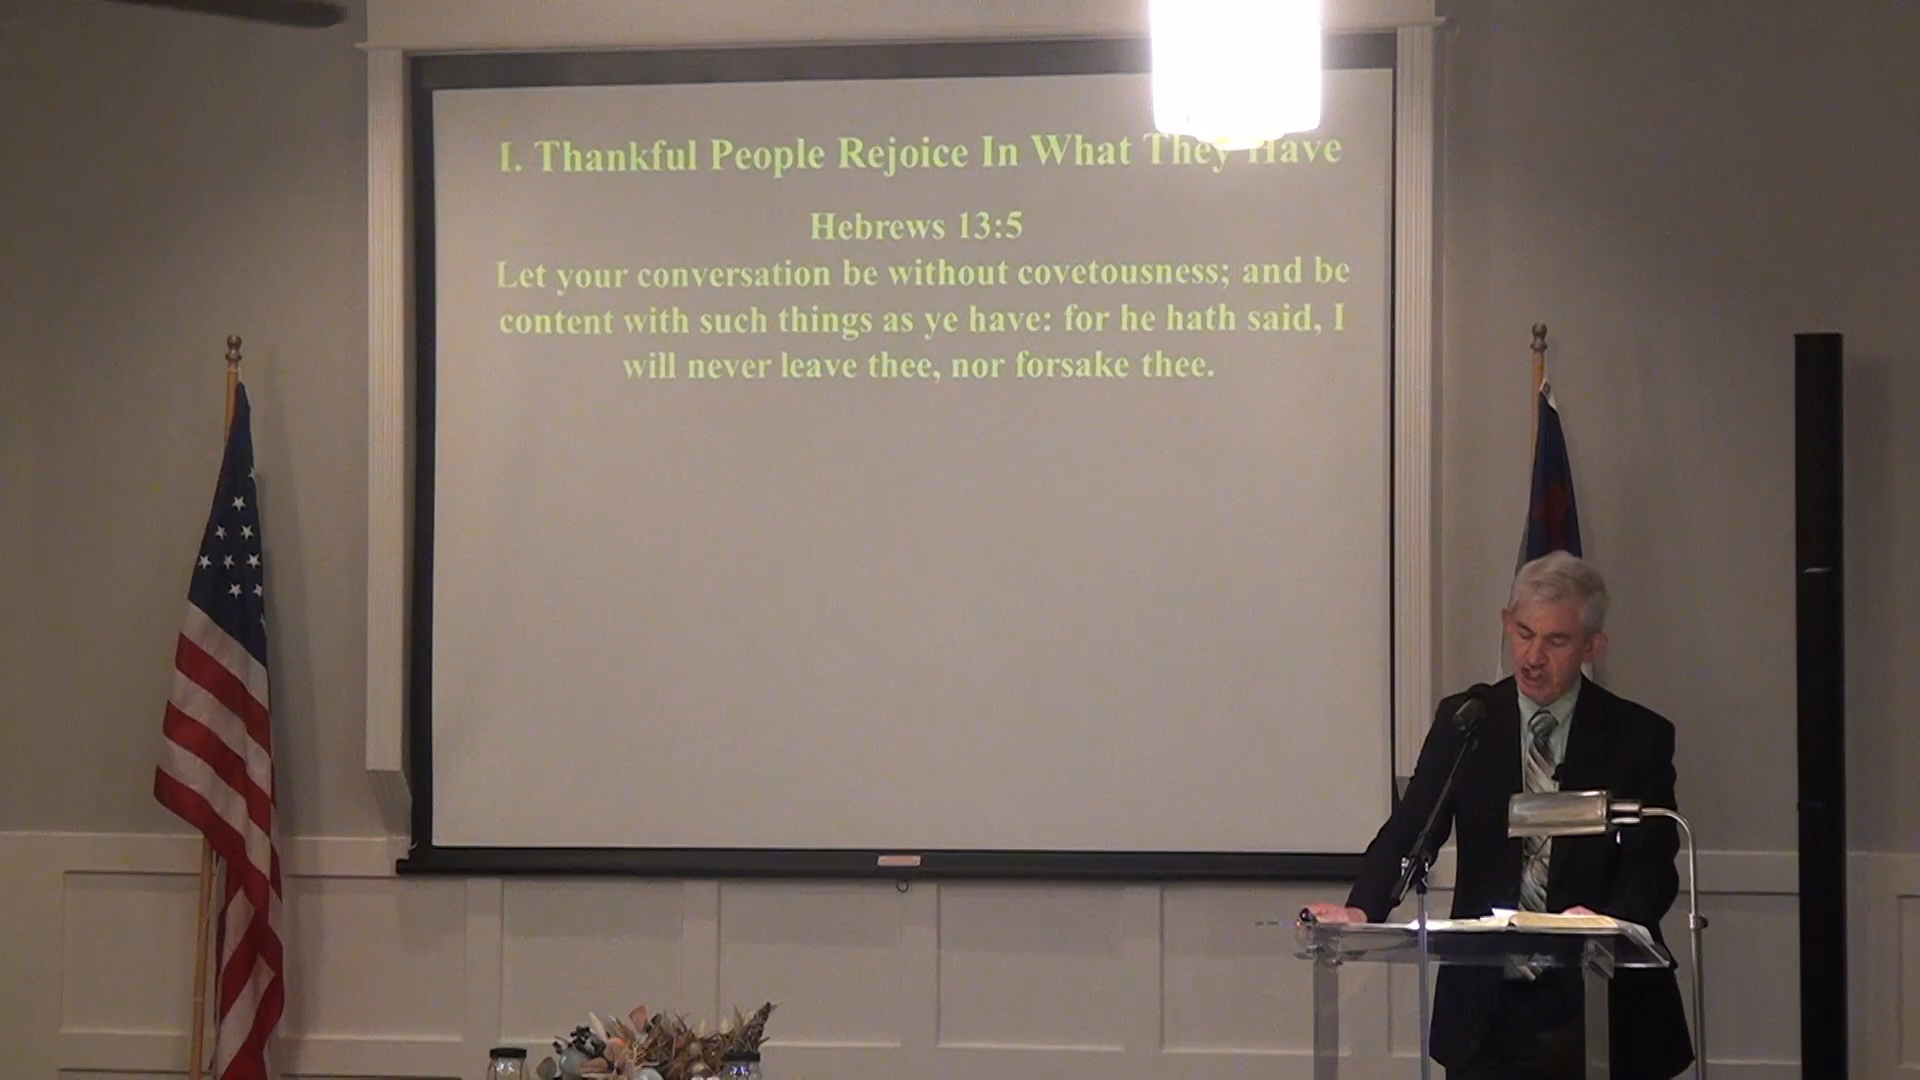 I. Thankful People Rejoice In What They Have
Hebrews 13:5
Let your conversation be without covetousness; and be
content with such things as ye have: for he hath said, I
will never leave thee, nor forsake thee.